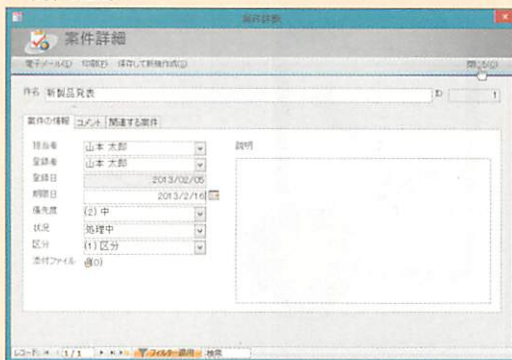 案件詳細
案件詳細
電子メール(L) 印刷(P) 保存して新規作成(S) 閉じる(C)
件名 新製品発表 ID 1
案件の情報 コメント 関連する案件
担当者 山本 太郎 説明
登録者 山本 太郎
登録日 2013/02/05
期限日 2013/2/16
優先度 (2) 中
状況 処理中
区分 (1) 区分
添付ファイル (0)
レコード: 1 / 1 フィルター適用 検索